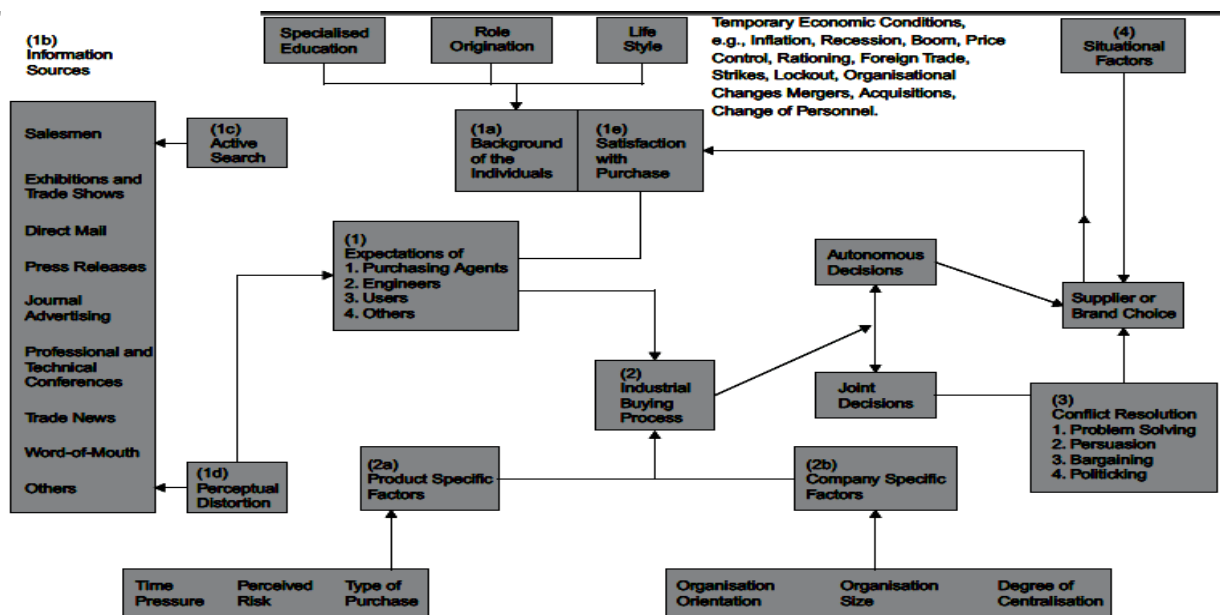 (1b)
Information
Sources
Specialised
Education
Role
Origination
Life
Style
Temporary Economic Conditions,
e.g., Inflation, Recession, Boom, Price
Control, Rationing, Foreign Trade,
Strikes, Lockout, Organisational
Changes Mergers, Acquisitions,
Change of Personnel.
(4)
Situational
Factors
Salesmen
Exhibitions and
Trade Shows
Direct Mail
Press Releases
Journal
Advertising
Professional and
Technical
Conferences
Trade News
Word-of-Mouth
Others
(1c)
Active
Search
(1a)
Background
of the
Individuals
(1e)
Satisfaction
with
Purchase
(1)
Expectations of
1. Purchasing Agents
2. Engineers
3. Users
4. Others
Autonomous
Decisions
Supplier or
Brand Choice
(2)
Industrial
Buying
Process
Joint
Decisions
(3)
Conflict Resolution
1. Problem Solving
2. Persuasion
3. Bargaining
4. Politicking
(1d)
Perceptual
Distortion
(2a)
Product Specific
Factors
(2b)
Company Specific
Factors
Time
Pressure
Perceived
Risk
Type of
Purchase
Organisation
Orientation
Organisation
Size
Degree of
Centralisation